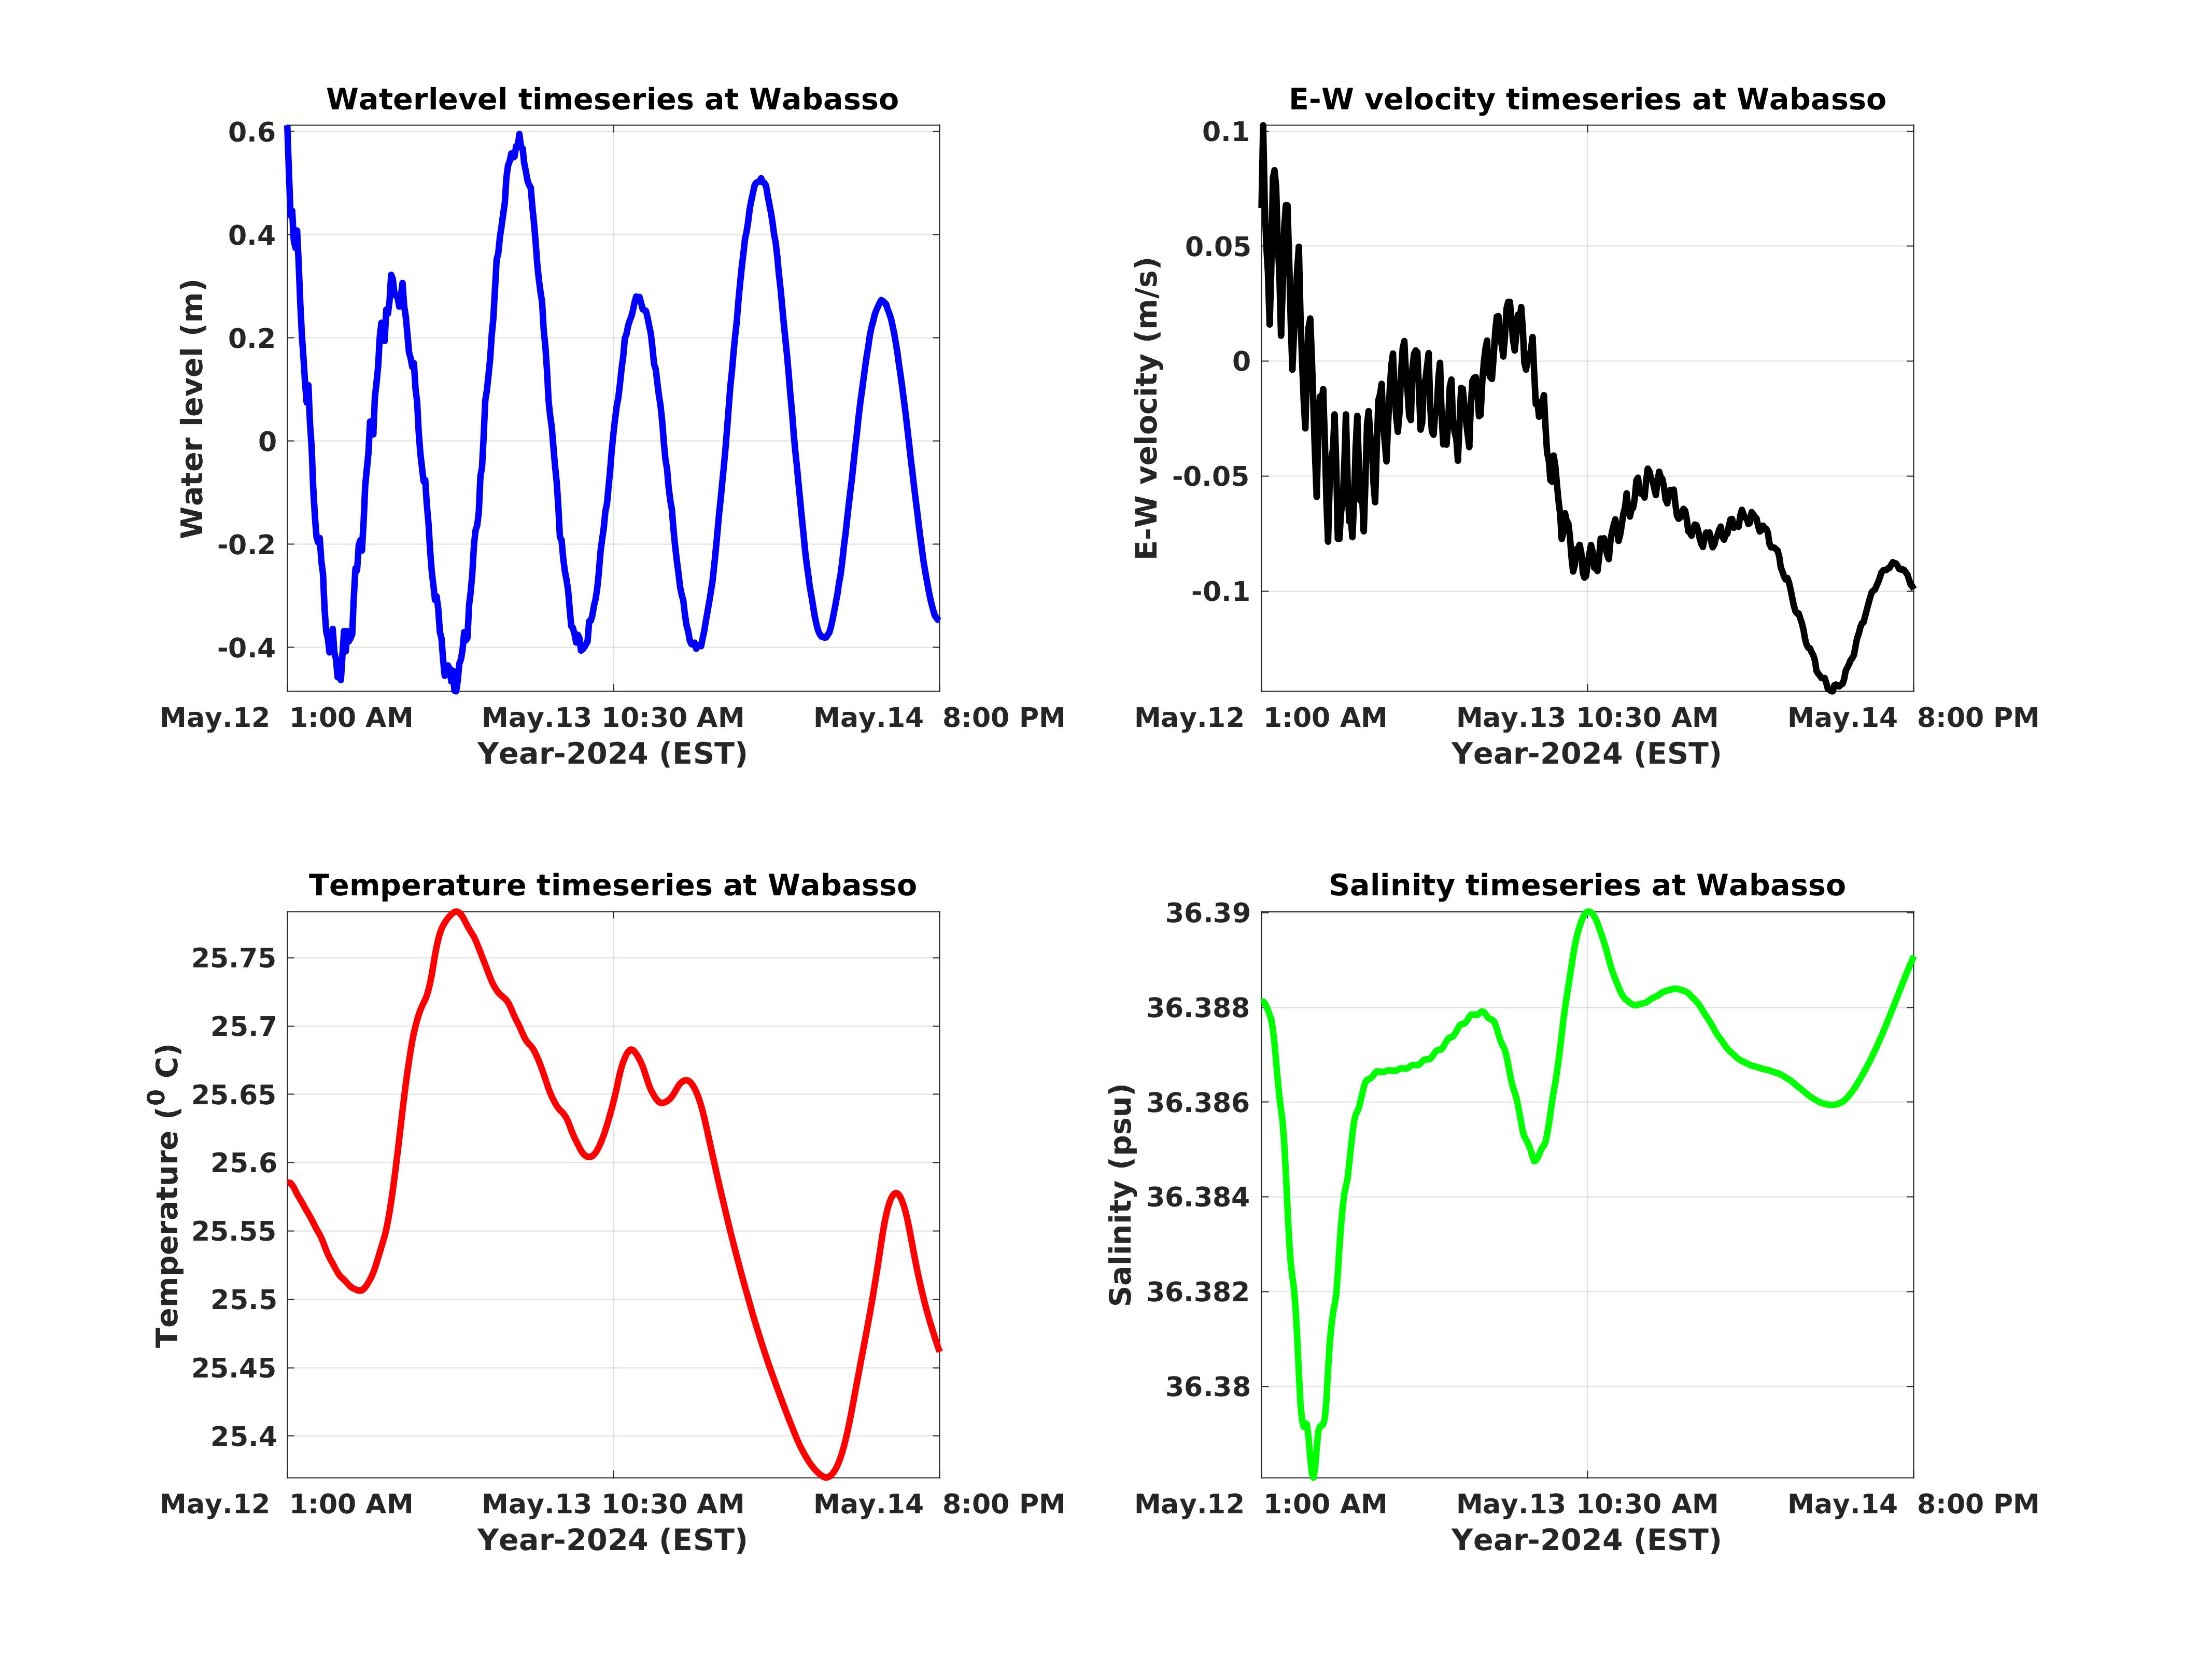 Waterlevel timeseries at Wabasso
0.6
0.4
0.2
0
-0.2
-0.4
Water level (m)
May.12 1:00 AM May.13 10:30 AM May.14 8:00 PM
Year-2024 (EST)
E-W velocity timeseries at Wabasso
0.1
0.05
0
-0.05
-0.1
E-W velocity (m/s)
May.12 1:00 AM May.13 10:30 AM May.14 8:00 PM
Year-2024 (EST)
Temperature timeseries at Wabasso
25.75
25.7
25.65
25.6
25.55
25.5
25.45
25.4
Temperature (⁰ C)
May.12 1:00 AM May.13 10:30 AM May.14 8:00 PM
Year-2024 (EST)
Salinity timeseries at Wabasso
36.39
36.388
36.386
36.384
36.382
36.38
Salinity (psu)
May.12 1:00 AM May.13 10:30 AM May.14 8:00 PM
Year-2024 (EST)